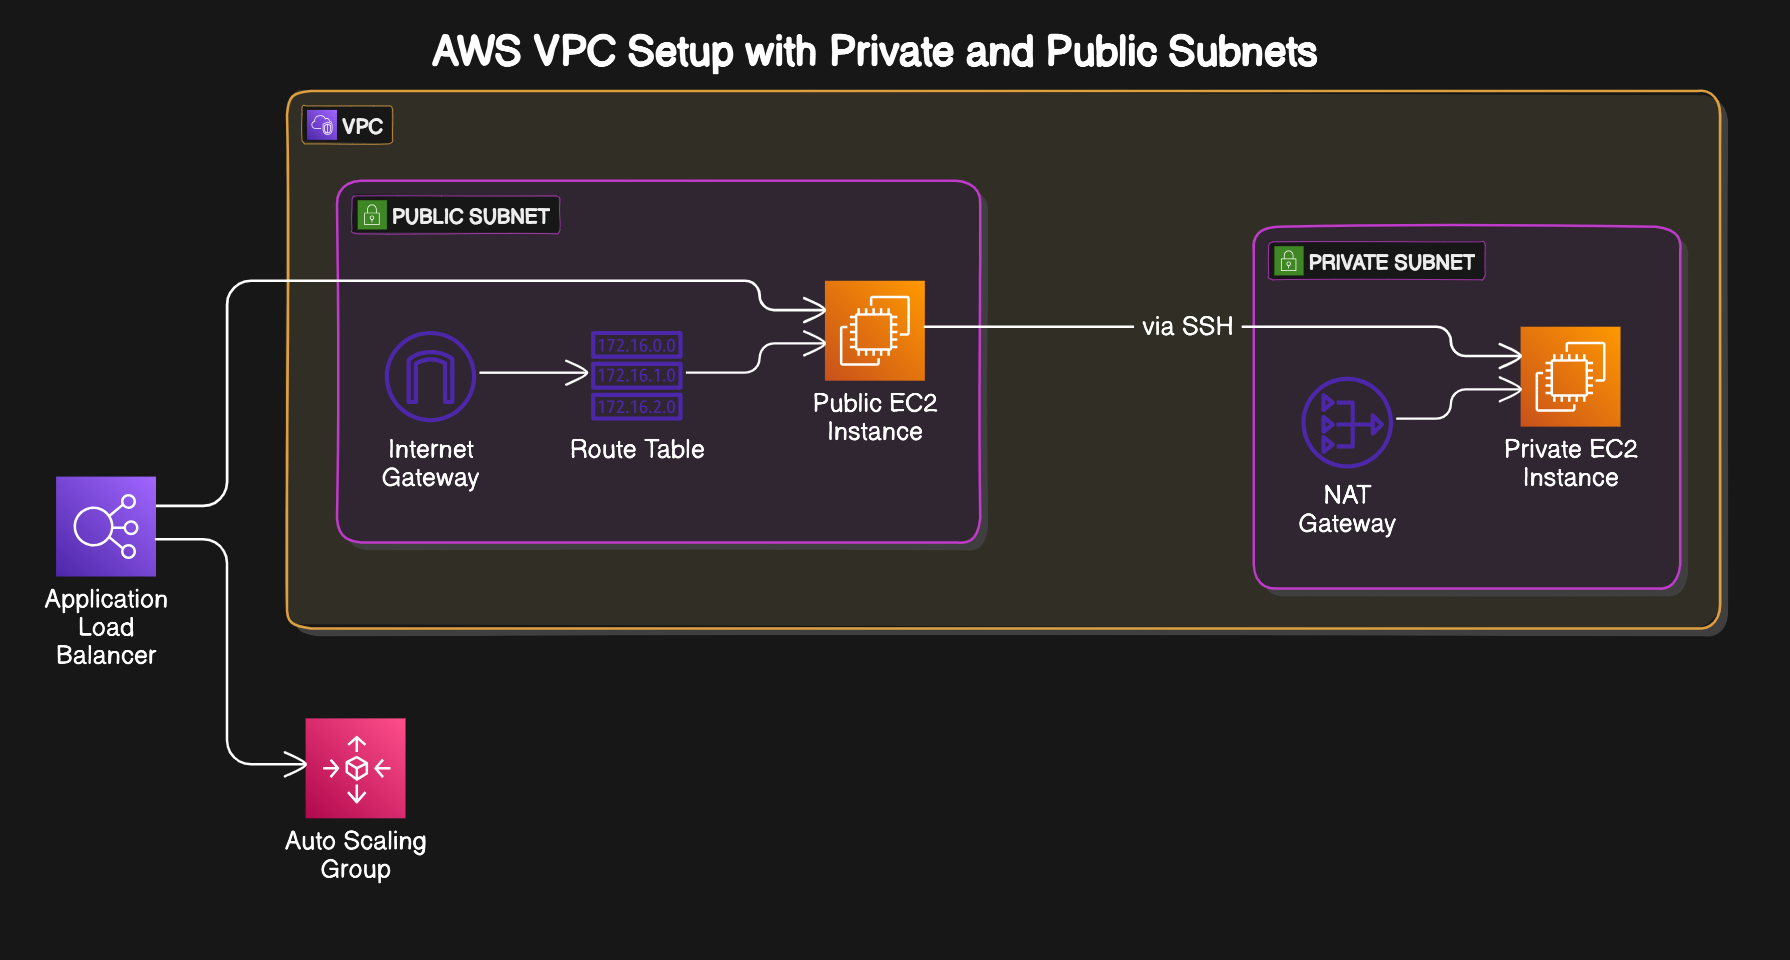 AWS VPC Setup with Private and Public Subnets
VPC
PUBLIC SUBNET
PRIVATE SUBNET
via SSH
172.16.0.0
172.16.1.0
172.16.2.0
Internet
Gateway
Route Table
Public EC2
Instance
Private EC2
Instance
NAT
Gateway
Application
Load
Balancer
Auto Scaling
Group